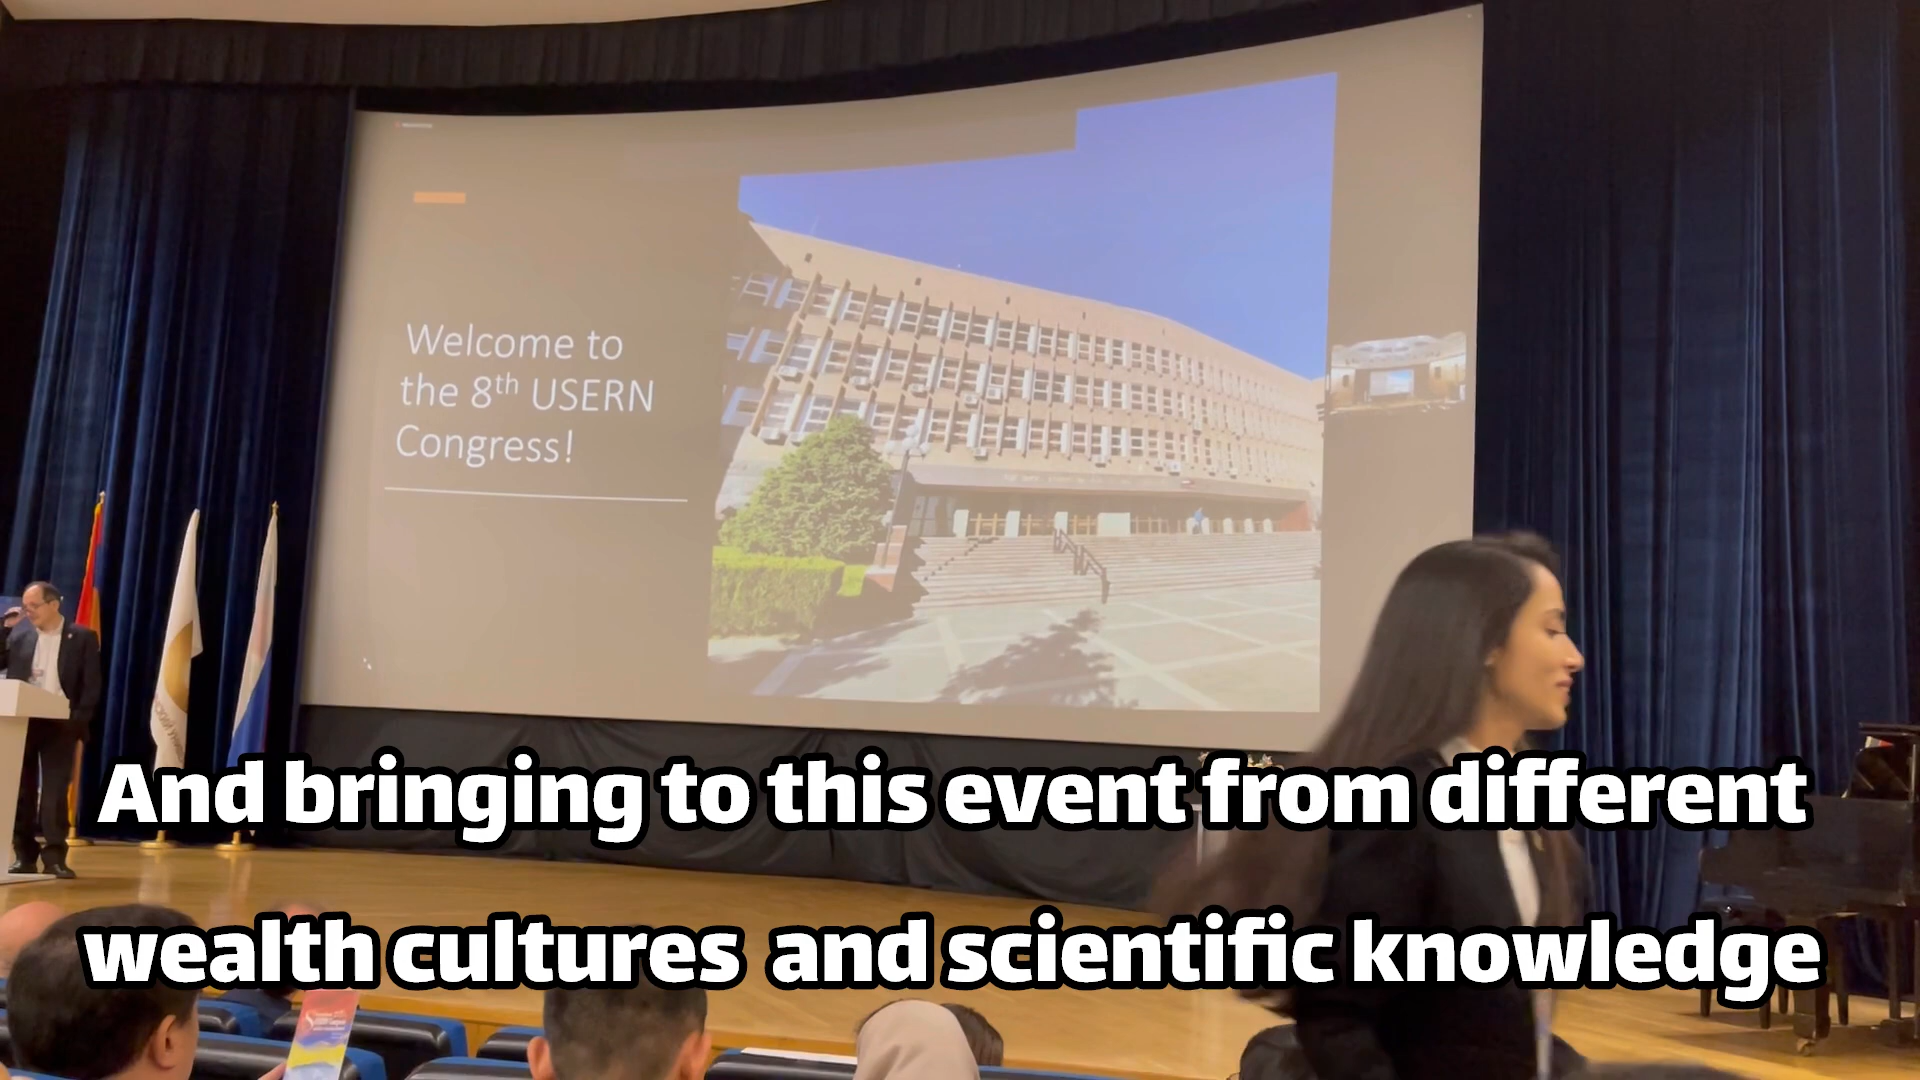 Welcome to
the 8th USERN
Congress!
And bringing to this event from different
wealth cultures and scientific knowledge